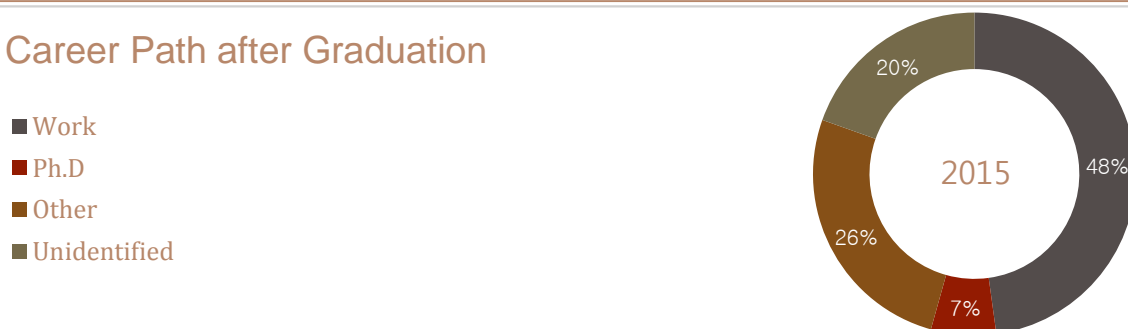 Career Path after Graduation
Work
Ph.D
Other
Unidentified
20%
2015
48%
26%
7%